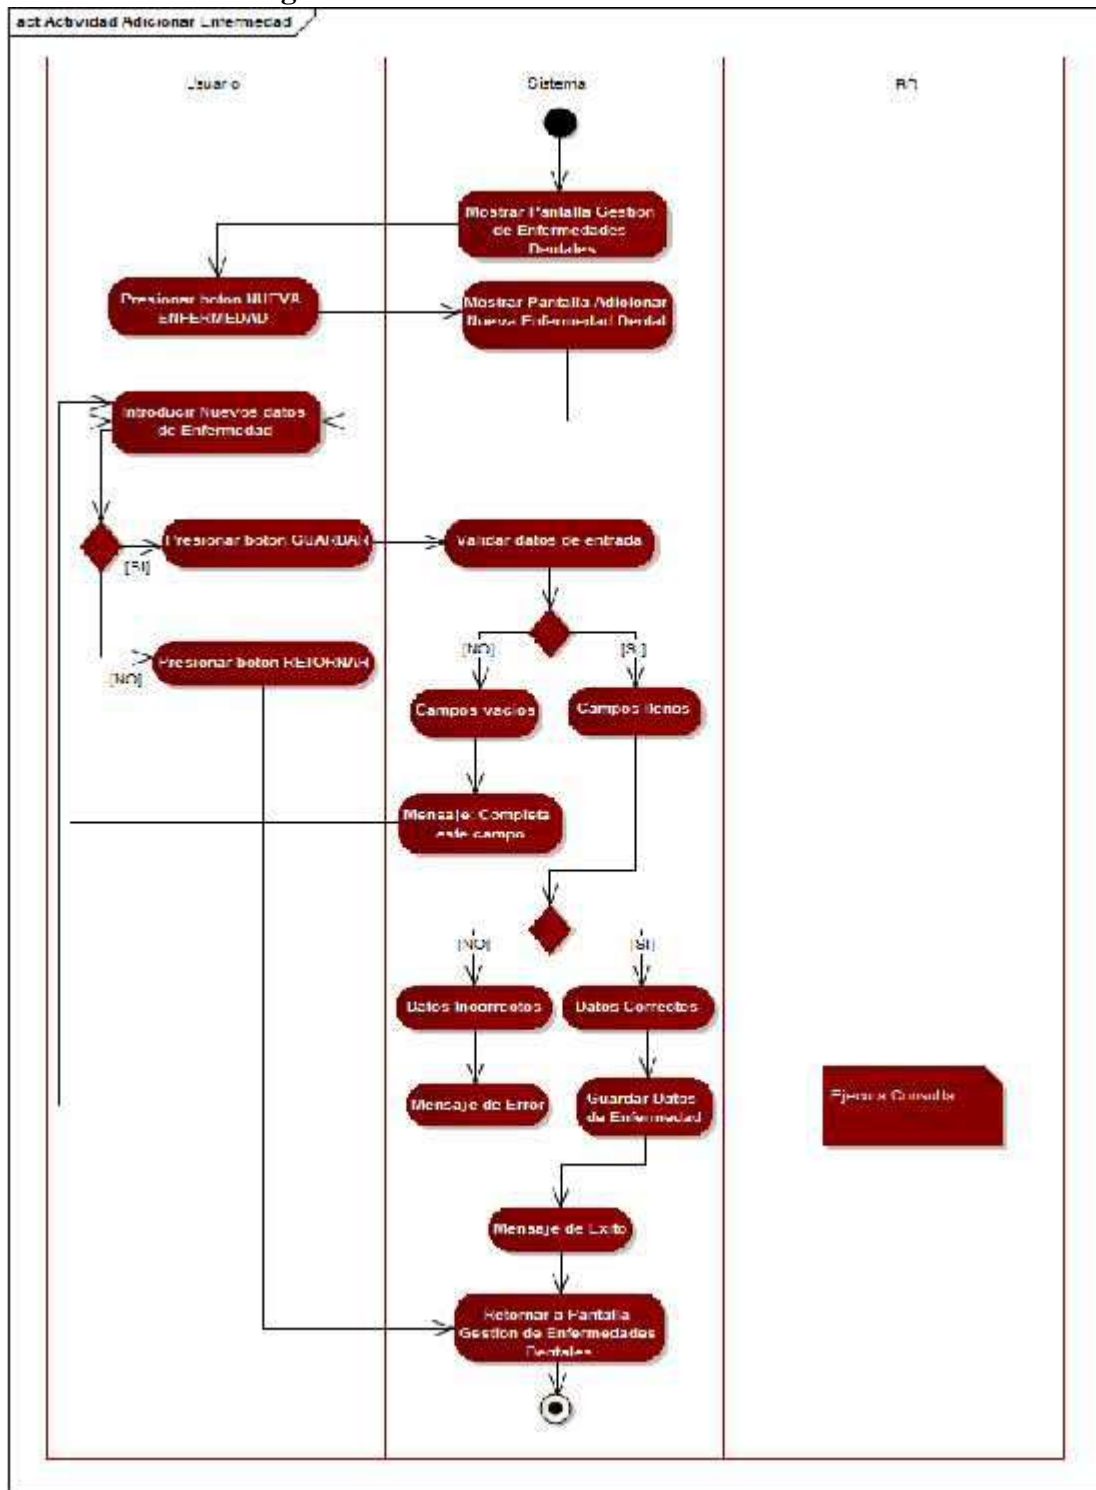 act Actividad Adicionar Enfermedad
Usuario
Sistema
BD
Mostrar Pantalla Gestion
de Enfermedades
Dentales
Presionar boton NUEVA
ENFERMEDAD
Mostrar Pantalla Adicionar
Nueva Enfermedad Dental
Introducir Nuevos datos
de Enfermedad
Presionar boton GUARDAR
Validar datos de entrada
[SI]
[NO]
[SI]
Presionar boton RETORNAR
[NO]
Campos vacios
Campos llenos
Mensaje: Completa
este campo
[NO]
[SI]
Datos Incorrectos
Datos Correctos
Mensaje de Error
Guardar Datos
de Enfermedad
Ejecuta Consulta
Mensaje de Exito
Retornar a Pantalla
Gestion de Enfermedades
Dentales